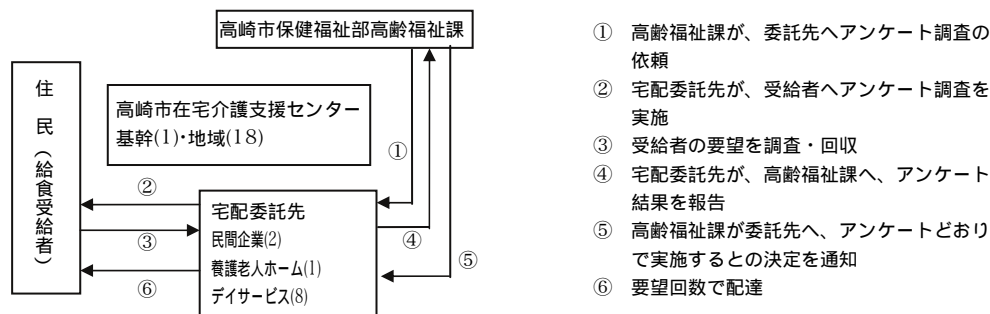 高崎市保健福祉部高齢福祉課
住民(給食受給者)
高崎市在宅介護支援センター
基幹(1)・地域(18)
①
②
③
宅配委託先
民間企業(2)
養護老人ホーム(1)
デイサービス(8)
④
⑤
⑥
① 高齢福祉課が、委託先へアンケート調査の
依頼
② 宅配委託先が、受給者へアンケート調査を
実施
③ 受給者の要望を調査・回収
④ 宅配委託先が、高齢福祉課へ、アンケート
結果を報告
⑤ 高齢福祉課が委託先へ、アンケートどおり
で実施するとの決定を通知
⑥ 要望回数で配達